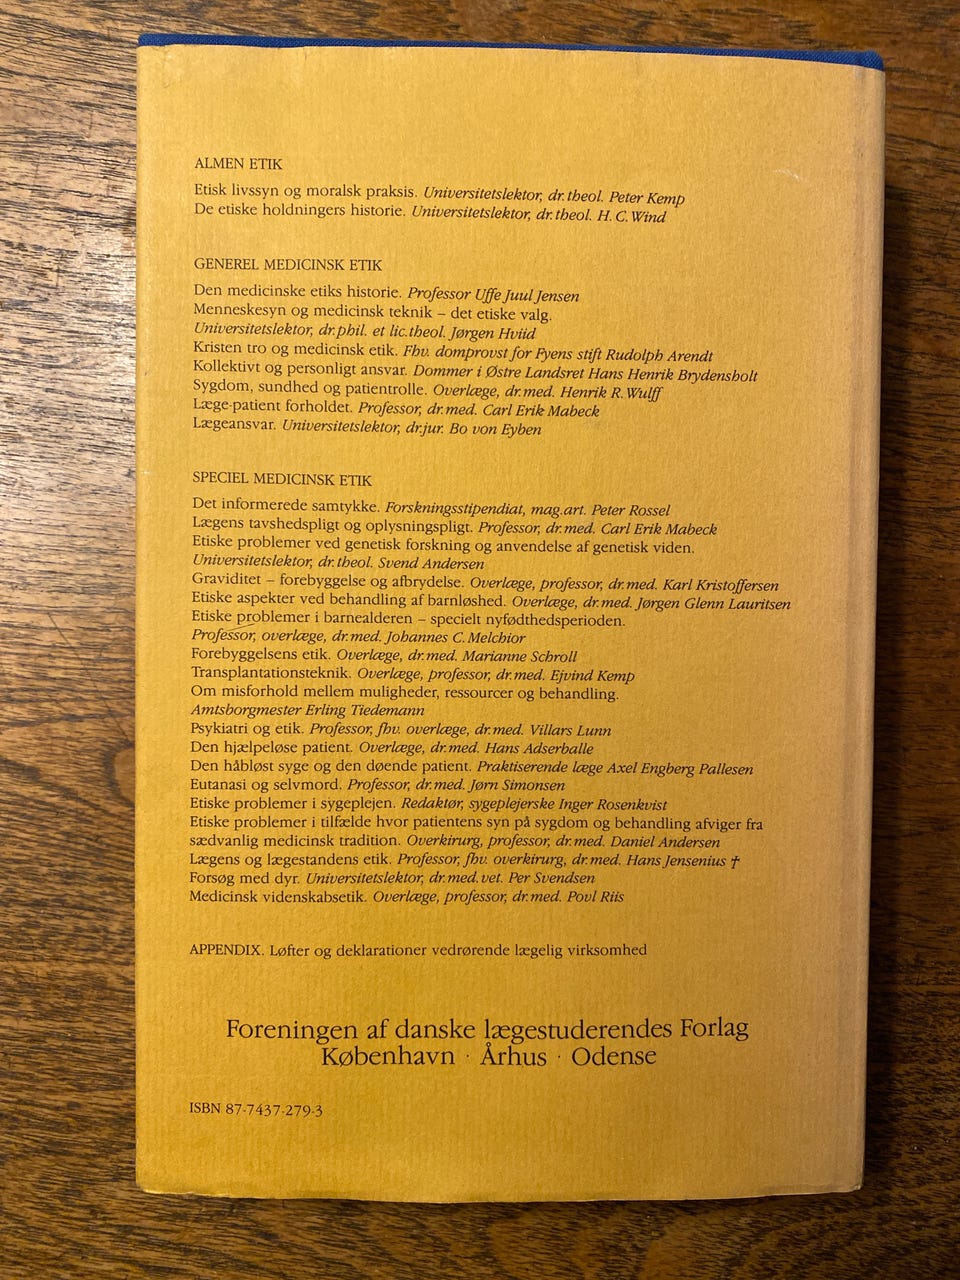 ALMEN ETIK
Etisk livssyn og moralsk praksis. Universitetslektor, dr. theol. Peter Kemp
De etiske holdningers historie. Universitetslektor, dr. theol. H. C. Wind
GENEREL MEDICINSK ETIK
Den medicinske etiks historie. Professor Uffe Juul Jensen
Menneskesyn og medicinsk teknik – det etiske valg.
Universitetslektor, dr. phil. et lic. theol. Jørgen Hviid
Kristen tro og medicinsk etik. Fhv. domprovst for Fyens stift Rudolph Arendt
Kollektivt og personligt ansvar. Dommer i Østre Landsret Hans Henrik Brydensholt
Sygdom, sundhed og patientrolle. Overlæge, dr. med. Henrik R. Wulff
Læge-patient forholdet. Professor, dr. med. Carl Erik Mabeck
Lægeansvar. Universitetslektor, dr.jur. Bo von Eyben
SPECIEL MEDICINSK ETIK
Det informerede samtykke. Forskningsstipendiat, mag.art. Peter Rossel
Lægens tavshedspligt og oplysningspligt. Professor, dr. med. Carl Erik Mabeck
Etiske problemer ved genetisk forskning og anvendelse af genetisk viden.
Universitetslektor, dr. theol. Svend Andersen
Graviditet – forebyggelse og afbrydelse. Overlæge, professor, dr. med. Karl Kristoffersen
Etiske aspekter ved behandling af barnløshed. Overlæge, dr. med. Jørgen Glenn Lauritsen
Etiske problemer i barnealderen – specielt nyfødthedsperioden.
Professor, overlæge, dr. med. Johannes C. Melchior
Forebyggelsens etik. Overlæge, dr. med. Marianne Schroll
Transplantationsteknik. Overlæge, professor, dr. med. Ejvind Kemp
Om misforhold mellem muligheder, ressourcer og behandling.
Amtsborgmester Erling Tiedemann
Psykiatri og etik. Professor, fhv. overlæge, dr. med. Villars Lunn
Den hjælpeløse patient. Overlæge, dr. med. Hans Adserballe
Den håbløst syge og den døende patient. Praktiserende læge Axel Engberg Pallesen
Eutanasi og selvmord. Professor, dr. med. Jørn Simonsen
Etiske problemer i sygeplejen. Redaktør, sygeplejerske Inger Rosenkvist
Etiske problemer i tilfælde hvor patientens syn på sygdom og behandling afviger fra
sædvanlig medicinsk tradition. Overkirurg, professor, dr. med. Daniel Andersen
Lægens og lægestandens etik. Professor, fhv. overkirurg, dr. med. Hans Jensenius †
Forsøg med dyr. Universitetslektor, dr. med. vet. Per Svendsen
Medicinsk videnskabsetik. Overlæge, professor, dr. med. Povl Riis
APPENDIX. Løfter og deklarationer vedrørende lægelig virksomhed
Foreningen af danske lægestuderendes Forlag
København · Århus · Odense
ISBN 87-7437-279-3